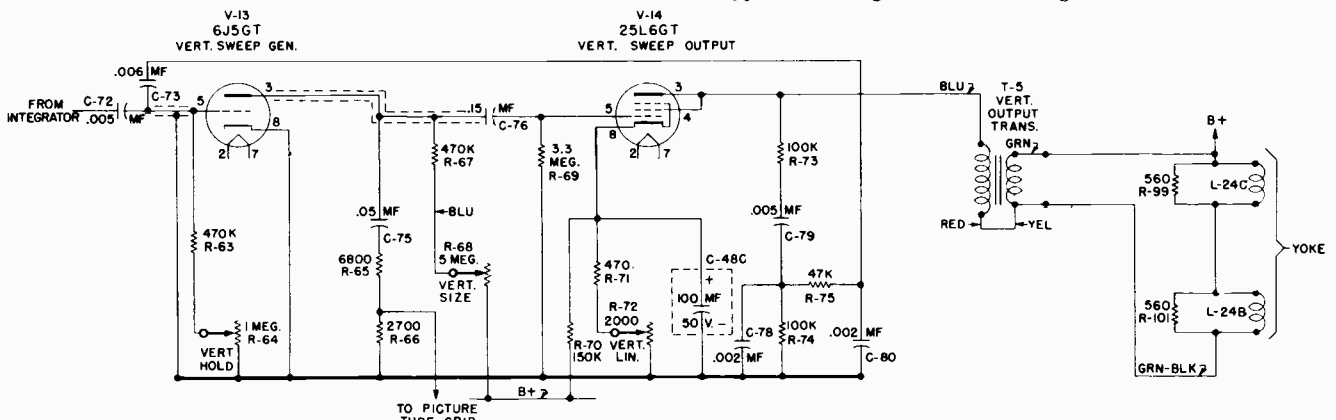 V-13
6J5GT
VERT. SWEEP GEN.
V-14
25L6GT
VERT. SWEEP OUTPUT
.006 MF
C-73
FROM
INTEGRATOR
C-72
.005 MF
5
3
8
2
7
.15 MF
C-76
5
8
3
4
2
7
BLU
T-5
VERT.
OUTPUT
TRANS.
GRN
B+
RED
YEL
470K
R-63
470K
R-67
BLU
3.3
MEG.
R-69
100K
R-73
.005 MF
C-79
560
R-99
L-24C
YOKE
.05 MF
C-75
6800
R-65
2700
R-66
R-68
5 MEG.
VERT.
SIZE
470
R-71
R-72
2000
VERT.
LIN.
R-70
150K
C-48C
+
100 MF
50 V. –
47K
R-75
C-78
.002 MF
100K
R-74
.002 MF
C-80
560
R-101
L-24B
GRN-BLK
1 MEG.
R-64
VERT
HOLD
B+
TO PICTURE
TUBE GRID